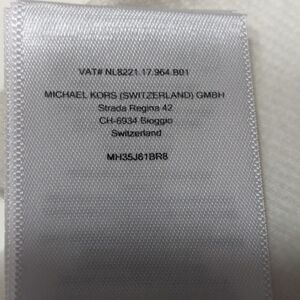 VAT# NL8221.17.964.B01
MICHAEL KORS (SWITZERLAND) GMBH
Strada Regina 42
CH-6934 Bioggio
Switzerland
MH35J61BR8